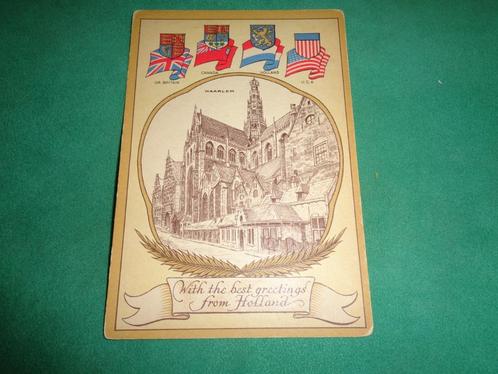 GR. BRITAIN CANADA HOLLAND U.S.A
HAARLEM
With the best greetings
from Holland